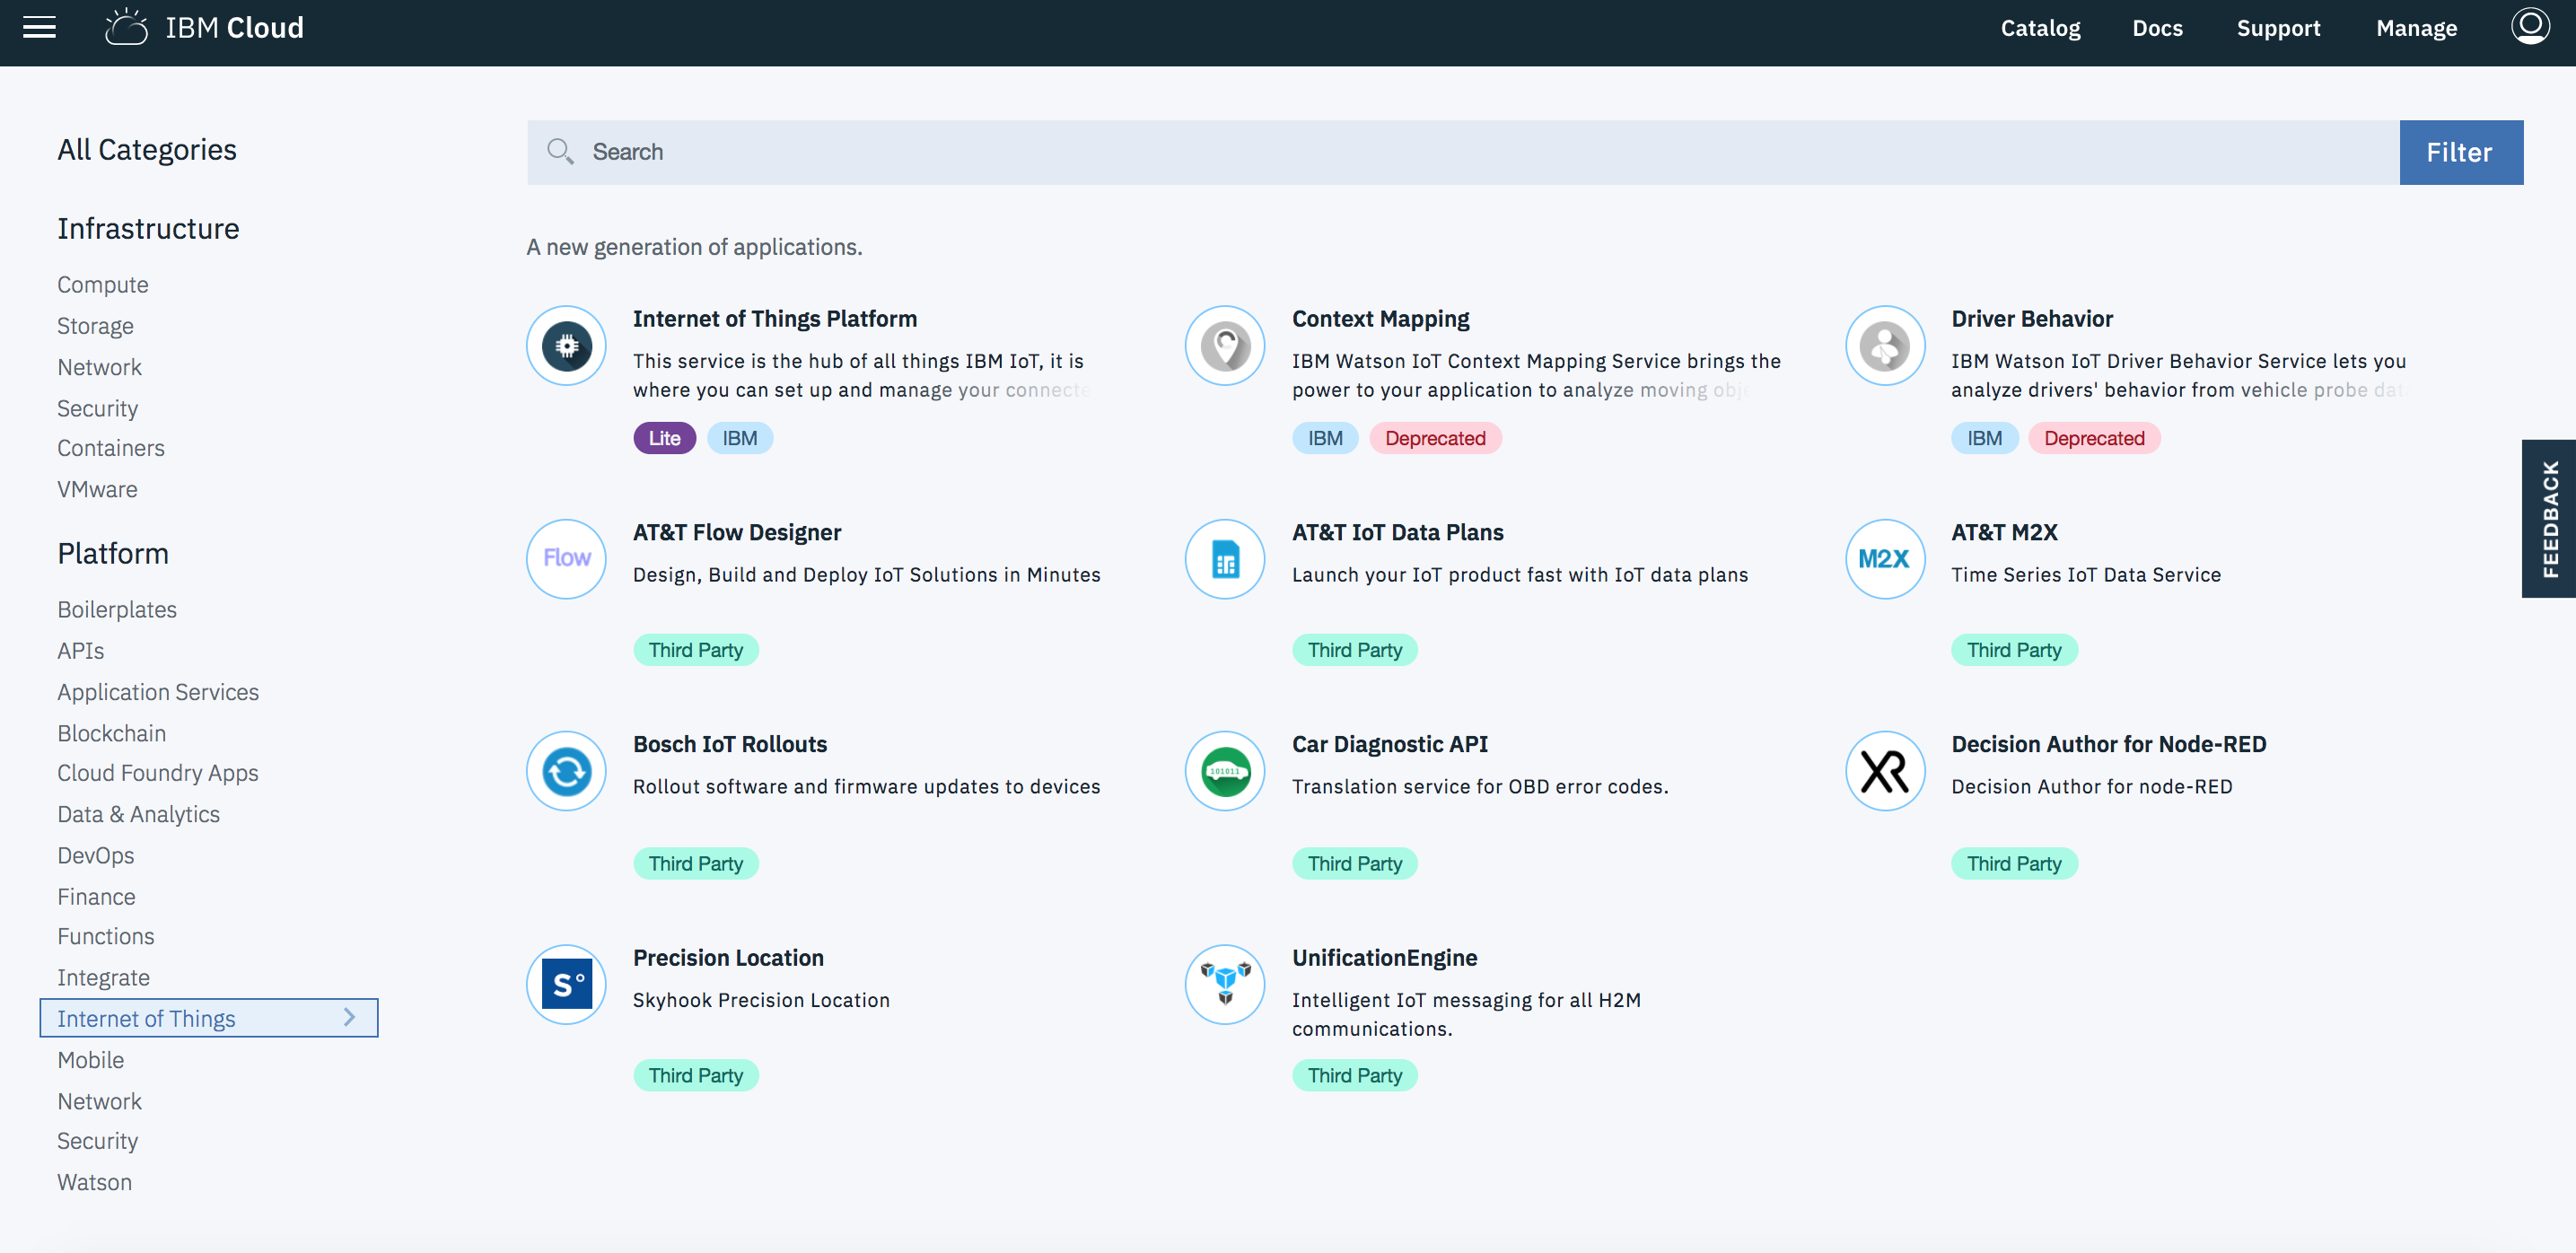 IBM Cloud
Catalog
Docs
Support
Manage
All Categories
Infrastructure
Compute
Storage
Network
Security
Containers
VMware
Platform
Boilerplates
APIs
Application Services
Blockchain
Cloud Foundry Apps
Data & Analytics
DevOps
Finance
Functions
Integrate
Internet of Things
Mobile
Network
Security
Watson
Search
Filter
A new generation of applications.
Internet of Things Platform
This service is the hub of all things IBM IoT, it is
where you can set up and manage your connecte
Lite
IBM
Context Mapping
IBM Watson IoT Context Mapping Service brings the
power to your application to analyze moving obje
IBM
Deprecated
Driver Behavior
IBM Watson IoT Driver Behavior Service lets you
analyze drivers' behavior from vehicle probe dat
IBM
Deprecated
Flow
AT&T Flow Designer
Design, Build and Deploy IoT Solutions in Minutes
Third Party
AT&T IoT Data Plans
Launch your IoT product fast with IoT data plans
Third Party
M2X
AT&T M2X
Time Series IoT Data Service
Third Party
Bosch IoT Rollouts
Rollout software and firmware updates to devices
Third Party
101011
Car Diagnostic API
Translation service for OBD error codes.
Third Party
XR
Decision Author for Node-RED
Decision Author for node-RED
Third Party
S°
Precision Location
Skyhook Precision Location
Third Party
UnificationEngine
Intelligent IoT messaging for all H2M
communications.
Third Party
FEEDBACK